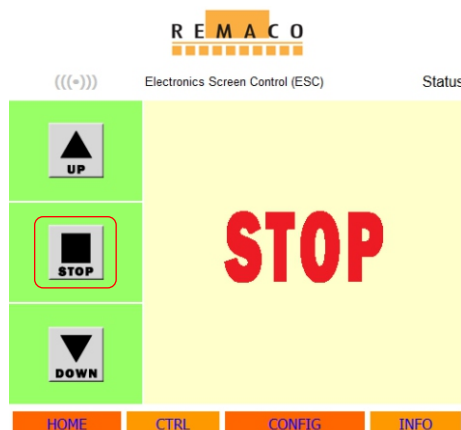 REMACO
(((•)))
Electronics Screen Control (ESC)
Status
UP
STOP
STOP
DOWN
HOME
CTRL
CONFIG
INFO